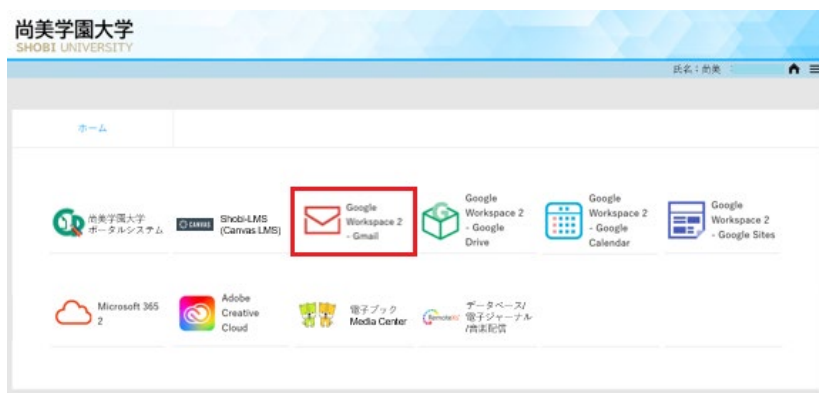 尚美学園大学
SHOBI UNIVERSITY
氏名：尚美
ホーム
尚美学園大学
ポータルシステム
CANVAS
Shobi-LMS
(Canvas LMS)
Google
Workspace 2
- Gmail
Google
Workspace 2
- Google
Drive
Google
Workspace 2
- Google
Calendar
Google
Workspace 2
- Google Sites
Microsoft 365
2
Adobe
Creative
Cloud
電子ブック
Media Center
データベース/
電子ジャーナル
/音楽配信